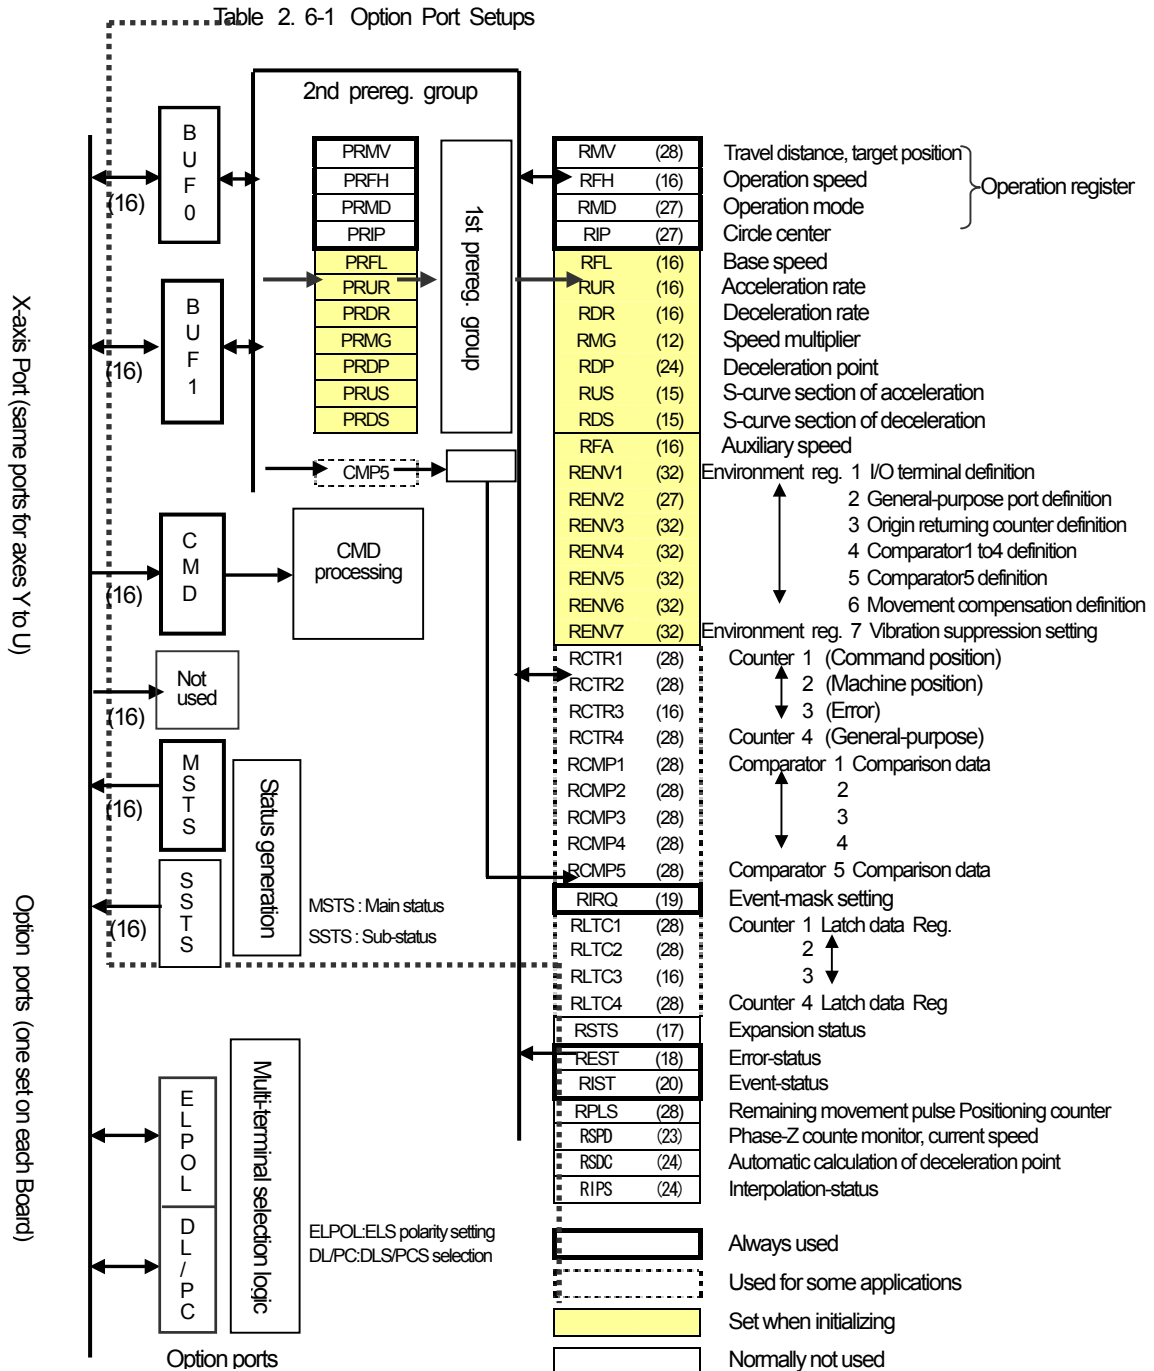 Table 2. 6-1 Option Port Setups
2nd prereg. group
BUF0
(16)
BUF1
(16)
X-axis Port (same ports for axes Y to U)
PRMV
PRFH
PRMD
PRIP
PRFL
PRUR
PRDR
PRMG
PRDP
PRUS
PRDS
CMP5
1st prereg. group
CMD
(16)
CMD
processing
Not
used
(16)
MSTS
(16)
SSTS
(16)
Status generation
MSTS : Main status
SSTS : Sub-status
Option ports (one set on each Board)
ELPOL
DL/PC
Multi-terminal selection logic
ELPOL:ELS polarity setting
DL/PC:DLS/PCS selection
Option ports
RMV (28) Travel distance, target position
RFH (16) Operation speed
RMD (27) Operation mode
RIP (27) Circle center
Operation register
RFL (16) Base speed
RUR (16) Acceleration rate
RDR (16) Deceleration rate
RMG (12) Speed multiplier
RDP (24) Deceleration point
RUS (15) S-curve section of acceleration
RDS (15) S-curve section of deceleration
RFA (16) Auxiliary speed
RENV1 (32) Environment reg. 1 I/O terminal definition
RENV2 (27) 2 General-purpose port definition
RENV3 (32) 3 Origin returning counter definition
RENV4 (32) 4 Comparator1 to4 definition
RENV5 (32) 5 Comparator5 definition
RENV6 (32) 6 Movement compensation definition
RENV7 (32) Environment reg. 7 Vibration suppression setting
RCTR1 (28) Counter 1 (Command position)
RCTR2 (28) 2 (Machine position)
RCTR3 (16) 3 (Error)
RCTR4 (28) Counter 4 (General-purpose)
RCMP1 (28) Comparator 1 Comparison data
RCMP2 (28) 2
RCMP3 (28) 3
RCMP4 (28) 4
RCMP5 (28) Comparator 5 Comparison data
RIRQ (19) Event-mask setting
RLTC1 (28) Counter 1 Latch data Reg.
RLTC2 (28) 2
RLTC3 (16) 3
RLTC4 (28) Counter 4 Latch data Reg
RSTS (17) Expansion status
REST (18) Error-status
RIST (20) Event-status
RPLS (28) Remaining movement pulse Positioning counter
RSPD (23) Phase-Z counte monitor, current speed
RSDC (24) Automatic calculation of deceleration point
RIPS (24) Interpolation-status
Always used
Used for some applications
Set when initializing
Normally not used